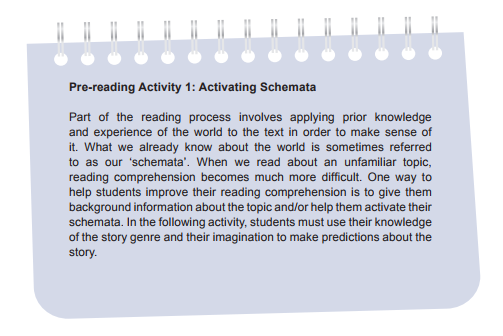 Pre-reading Activity 1: Activating Schemata
Part of the reading process involves applying prior knowledge
and experience of the world to the text in order to make sense of
it. What we already know about the world is sometimes referred
to as our ‘schemata’. When we read about an unfamiliar topic,
reading comprehension becomes much more difficult. One way to
help students improve their reading comprehension is to give them
background information about the topic and/or help them activate their
schemata. In the following activity, students must use their knowledge
of the story genre and their imagination to make predictions about the
story.